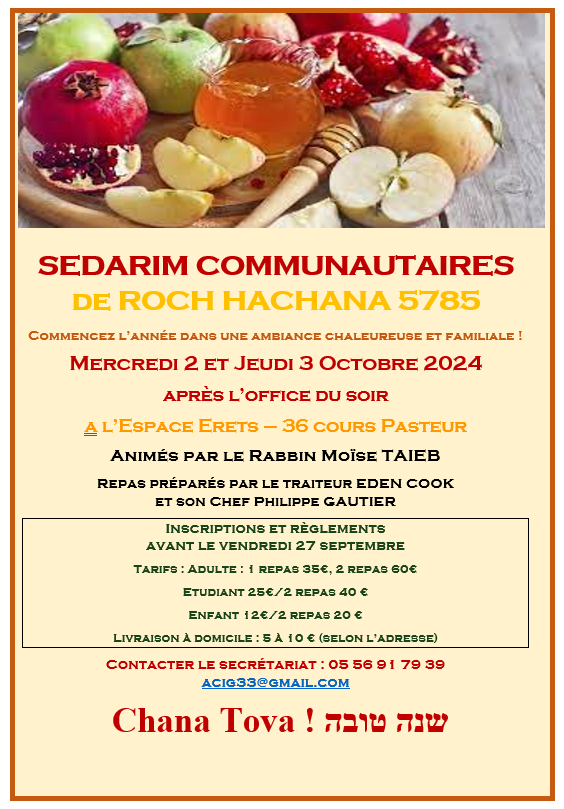 SEDARIM COMMUNAUTAIRES
DE ROCH HACHANA 5785
Commencez l’année dans une ambiance chaleureuse et familiale !
Mercredi 2 et Jeudi 3 Octobre 2024
après l’office du soir
a l’Espace Erets – 36 cours Pasteur
Animés par le Rabbin Moïse TAIEB
Repas préparés par le traiteur EDEN COOK
et son Chef Philippe GAUTIER
Inscriptions et règlements
avant le vendredi 27 septembre
Tarifs : Adulte : 1 repas 35€, 2 repas 60€
Etudiant 25€/2 repas 40 €
Enfant 12€/2 repas 20 €
Livraison à domicile : 5 à 10 € (selon l’adresse)
Contacter le secrétariat : 05 56 91 79 39
acig33@gmail.com
Chana Tova ! שנה טובה